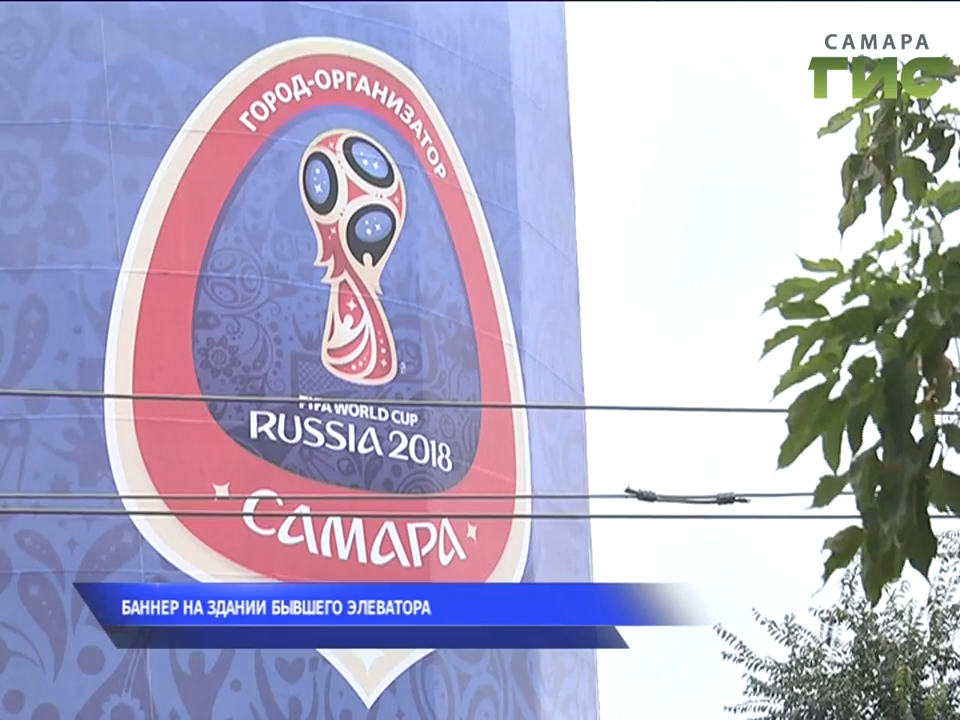 САМАРА
ГИС
ГОРОД-ОРГАНИЗАТОР
FIFA WORLD CUP
RUSSIA 2018
САМАРА
БАННЕР НА ЗДАНИИ БЫВШЕГО ЭЛЕВАТОРА